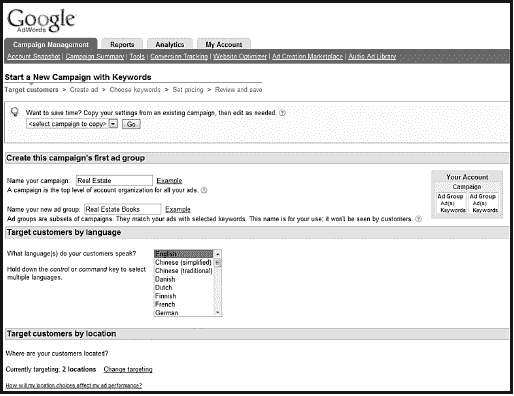 Google
AdWords
Campaign Management Reports Analytics My Account
Account Snapshot | Campaign Summary | Tools | Conversion Tracking | Website Optimizer | Ad Creation Marketplace | Audio Ad Library
Start a New Campaign with Keywords
Target customers > Create ad > Choose keywords > Set pricing > Review and save
Want to save time? Copy your settings from an existing campaign, then edit as needed. ?
<select campaign to copy> Go
Create this campaign's first ad group
Name your campaign: Real Estate Example
A campaign is the top level of account organization for all your ads. ?
Name your new ad group: Real Estate Books Example
Ad groups are subsets of campaigns. They match your ads with selected keywords. This name is for your use; it won't be seen by customers. ?
Your Account
Campaign
Ad Group Ad Group
Ad(s) Ad(s)
Keywords Keywords
Target customers by language
What language(s) do your customers speak?
Hold down the control or command key to select
multiple languages.
English
Chinese (simplified)
Chinese (traditional)
Danish
Dutch
Finnish
French
German
Target customers by location
Where are your customers located?
Currently targeting: 2 locations Change targeting
How will my location choices affect my ad performance?